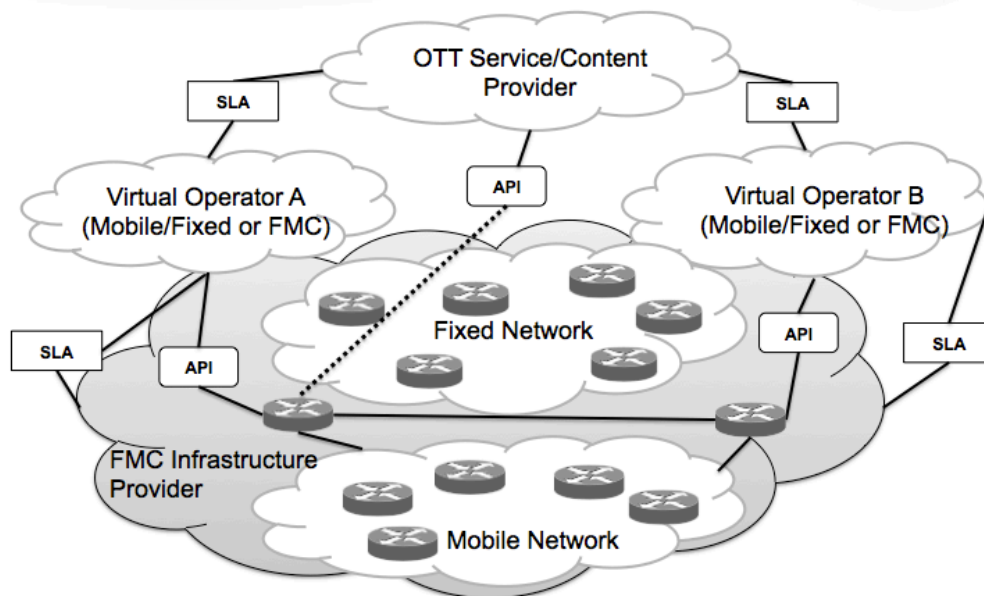 OTT Service/Content
Provider
SLA
SLA
API
Virtual Operator A
(Mobile/Fixed or FMC)
Virtual Operator B
(Mobile/Fixed or FMC)
Fixed Network
SLA
API
API
SLA
FMC Infrastructure
Provider
Mobile Network